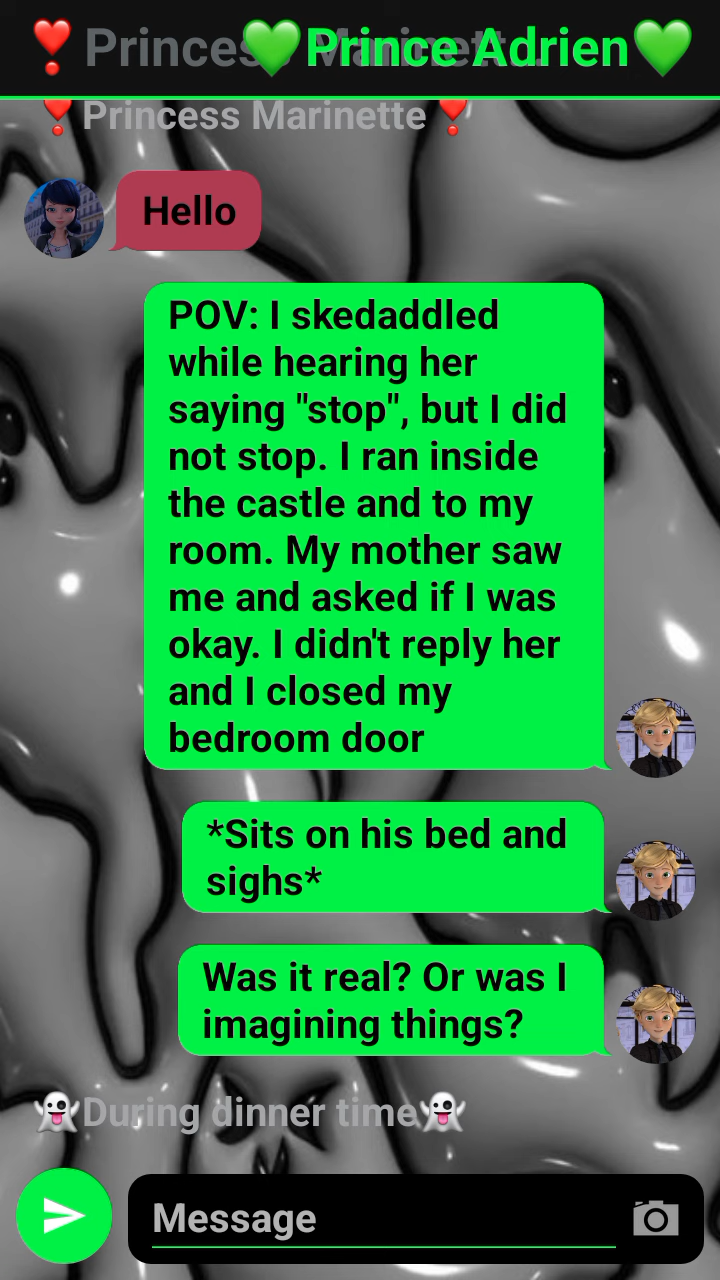 ❣️Princess Marinette
💚Prince Adrien💚
❣️Princess Marinette❣️
Hello
POV: I skedaddled
while hearing her
saying "stop", but I did
not stop. I ran inside
the castle and to my
room. My mother saw
me and asked if I was
okay. I didn't reply her
and I closed my
bedroom door
*Sits on his bed and
sighs*
Was it real? Or was I
imagining things?
👻During dinner time👻
Message